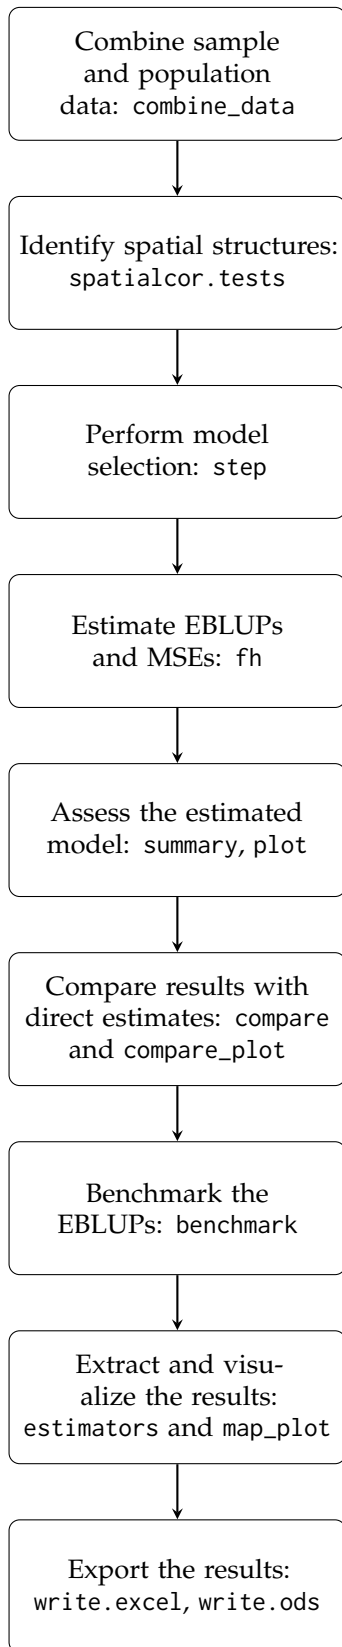 Combine sample
and population
data: combine_data
Identify spatial structures:
spatialcor.tests
Perform model
selection: step
Estimate EBLUPs
and MSEs: fh
Assess the estimated
model: summary, plot
Compare results with
direct estimates: compare
and compare_plot
Benchmark the
EBLUPs: benchmark
Extract and visu-
alize the results:
estimators and map_plot
Export the results:
write.excel, write.ods